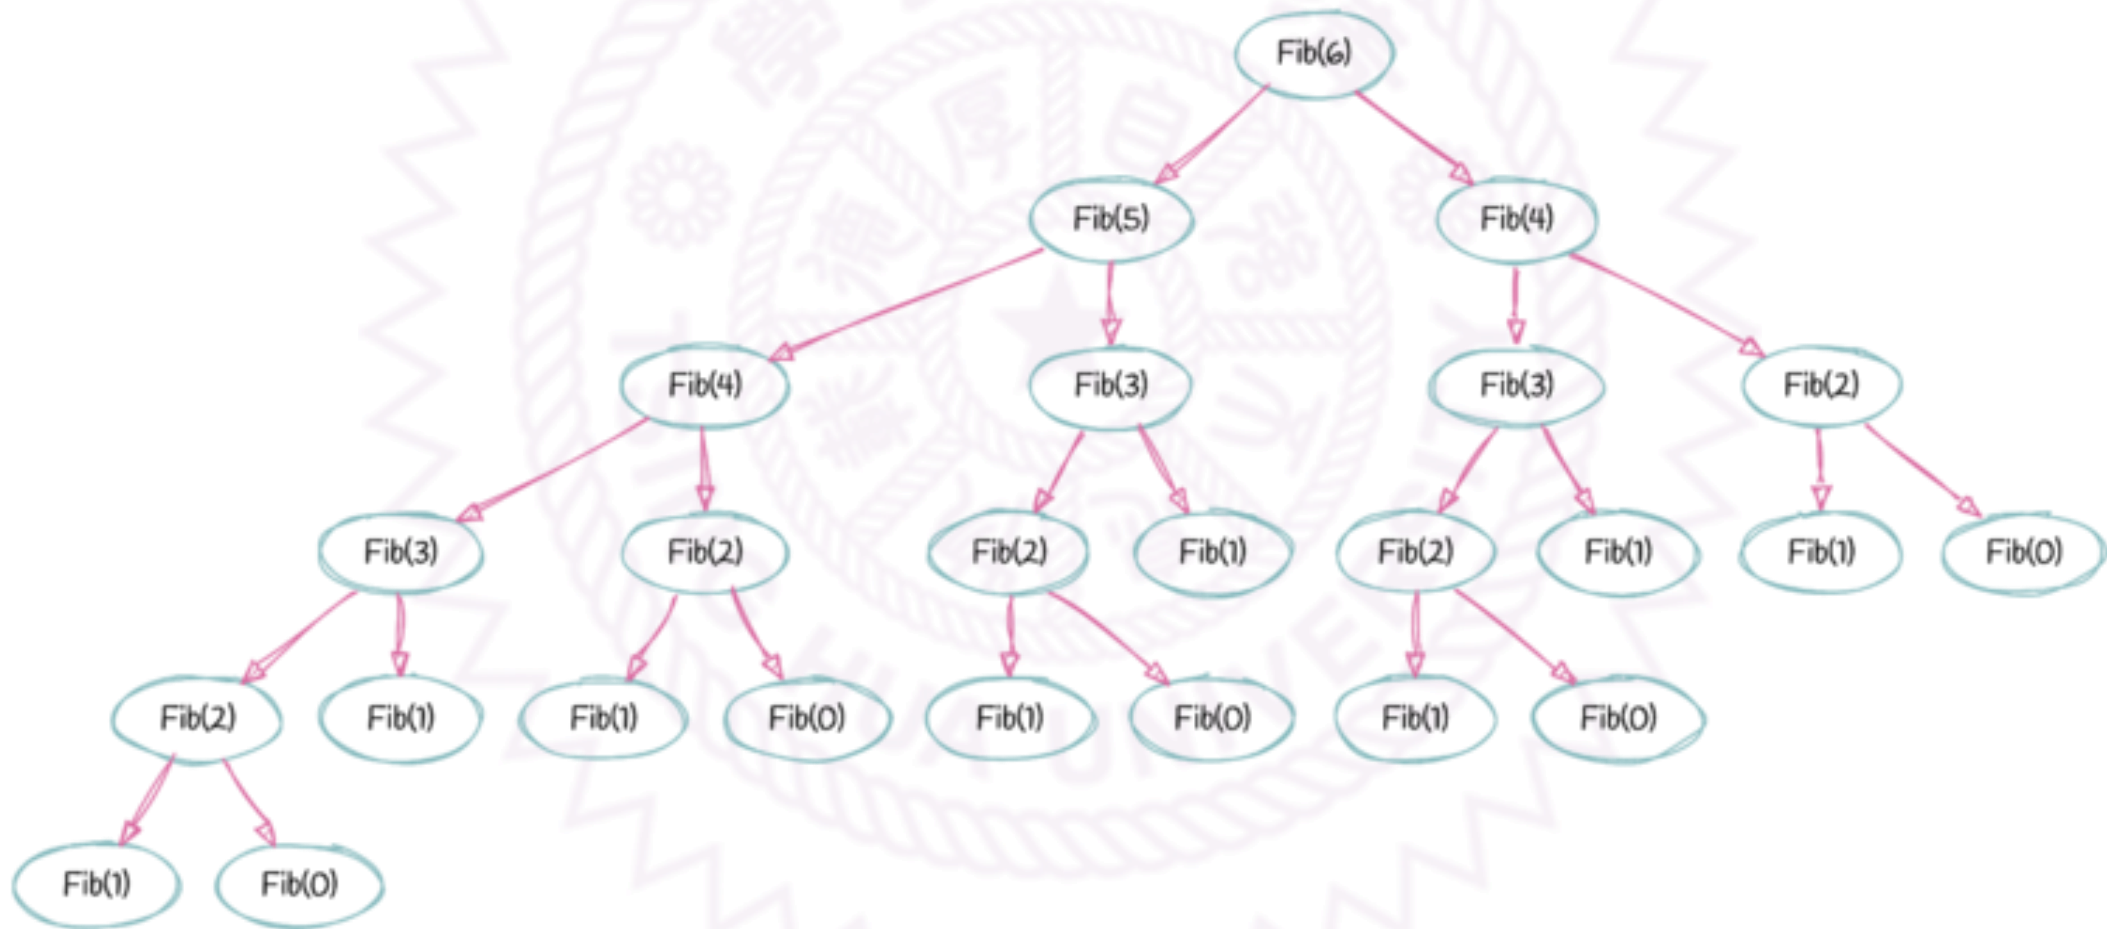 Fib(6)
Fib(5) Fib(4)
Fib(4) Fib(3) Fib(3) Fib(2)
Fib(3) Fib(2) Fib(2) Fib(1) Fib(2) Fib(1) Fib(1) Fib(0)
Fib(2) Fib(1) Fib(1) Fib(0) Fib(1) Fib(0) Fib(1) Fib(0)
Fib(1) Fib(0)